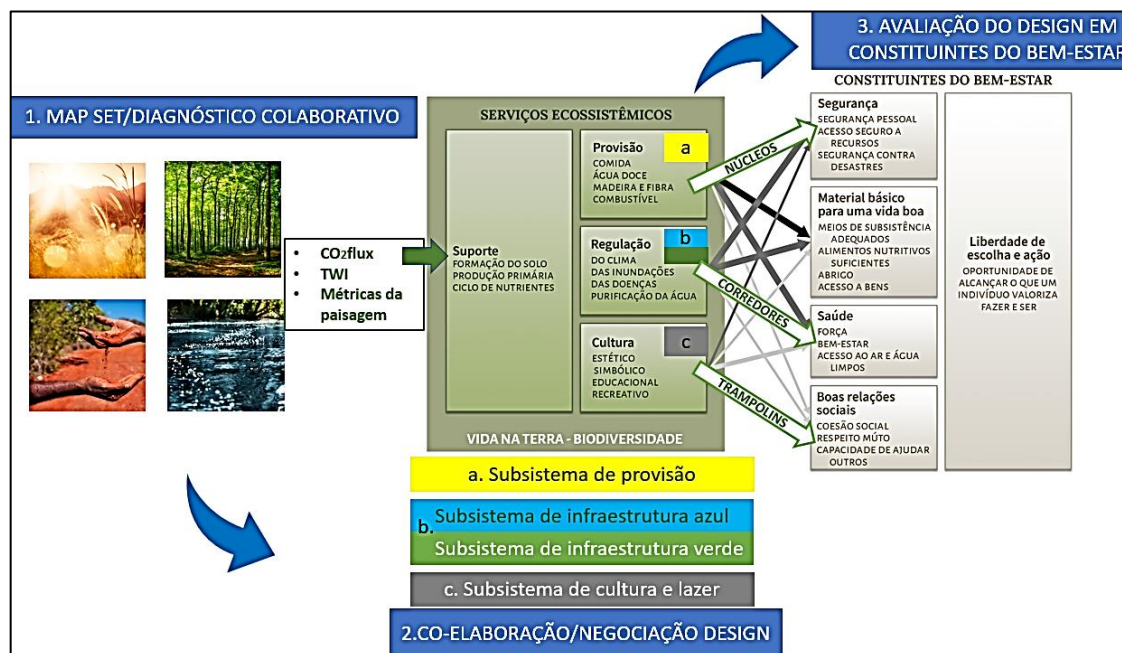 1. MAP SET/DIAGNÓSTICO COLABORATIVO
• CO2flux
• TWI
• Métricas da
paisagem
SERVIÇOS ECOSSISTÊMICOS
Suporte
FORMAÇÃO DO SOLO
PRODUÇÃO PRIMÁRIA
CICLO DE NUTRIENTES
Provisão
a
COMIDA
ÁGUA DOCE
MADEIRA E FIBRA
COMBUSTÍVEL
Regulação
b
DO CLIMA
DAS INUNDAÇÕES
DAS DOENÇAS
PURIFICAÇÃO DA ÁGUA
Cultura
c
ESTÉTICO
SIMBÓLICO
EDUCACIONAL
RECREATIVO
VIDA NA TERRA - BIODIVERSIDADE
a. Subsistema de provisão
b.
Subsistema de infraestrutura azul
Subsistema de infraestrutura verde
c. Subsistema de cultura e lazer
2.CO-ELABORAÇÃO/NEGOCIAÇÃO DESIGN
NÚCLEOS
CORREDORES
TRAMPOLINS
3. AVALIAÇÃO DO DESIGN EM
CONSTITUINTES DO BEM-ESTAR
CONSTITUINTES DO BEM-ESTAR
Segurança
SEGURANÇA PESSOAL
ACESSO SEGURO A
RECURSOS
SEGURANÇA CONTRA
DESASTRES
Material básico
para uma vida boa
MEIOS DE SUBSISTÊNCIA
ADEQUADOS
ALIMENTOS NUTRITIVOS
SUFICIENTES
ABRIGO
ACESSO A BENS
Saúde
FORÇA
BEM-ESTAR
ACESSO AO AR E ÁGUA
LIMPOS
Boas relações
sociais
COESÃO SOCIAL
RESPEITO MÚTO
CAPACIDADE DE AJUDAR
OUTROS
Liberdade de
escolha e ação
OPORTUNIDADE DE
ALCANÇAR O QUE UM
INDIVÍDUO VALORIZA
FAZER E SER